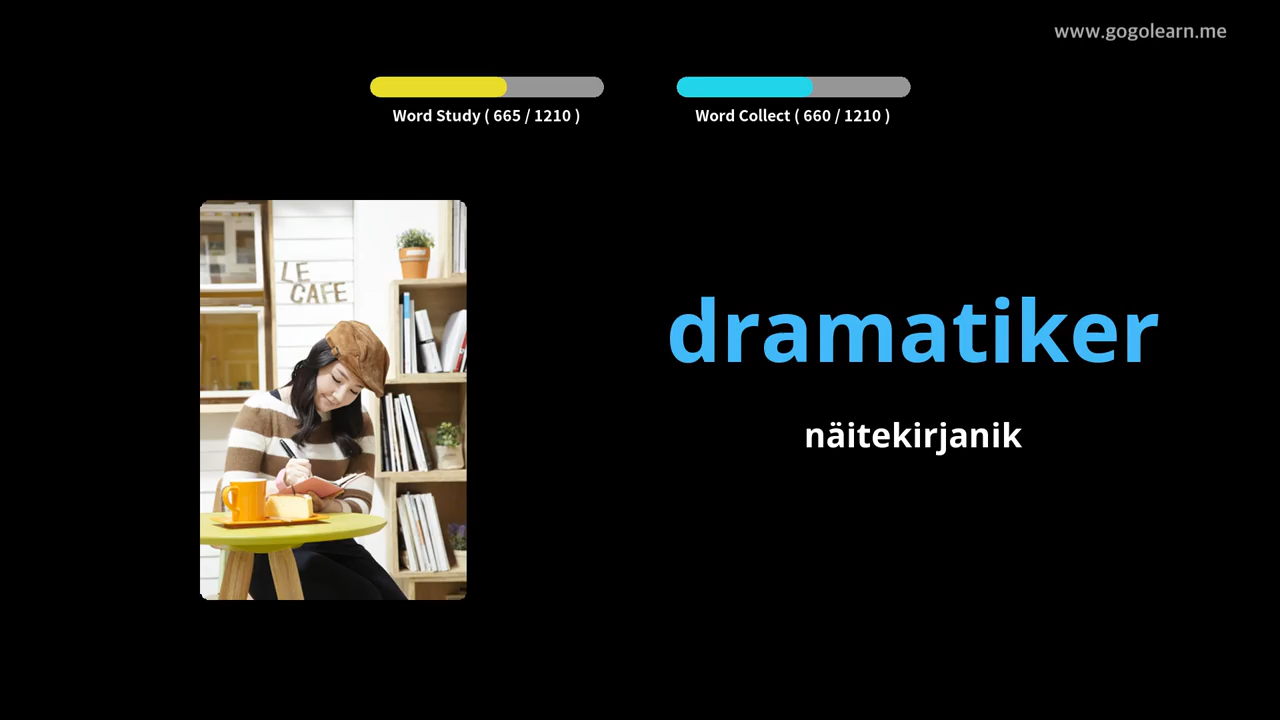 www.gogolearn.me
Word Study ( 665 / 1210 )
Word Collect ( 660 / 1210 )
LE
CAFE
dramatiker
näitekirjanik